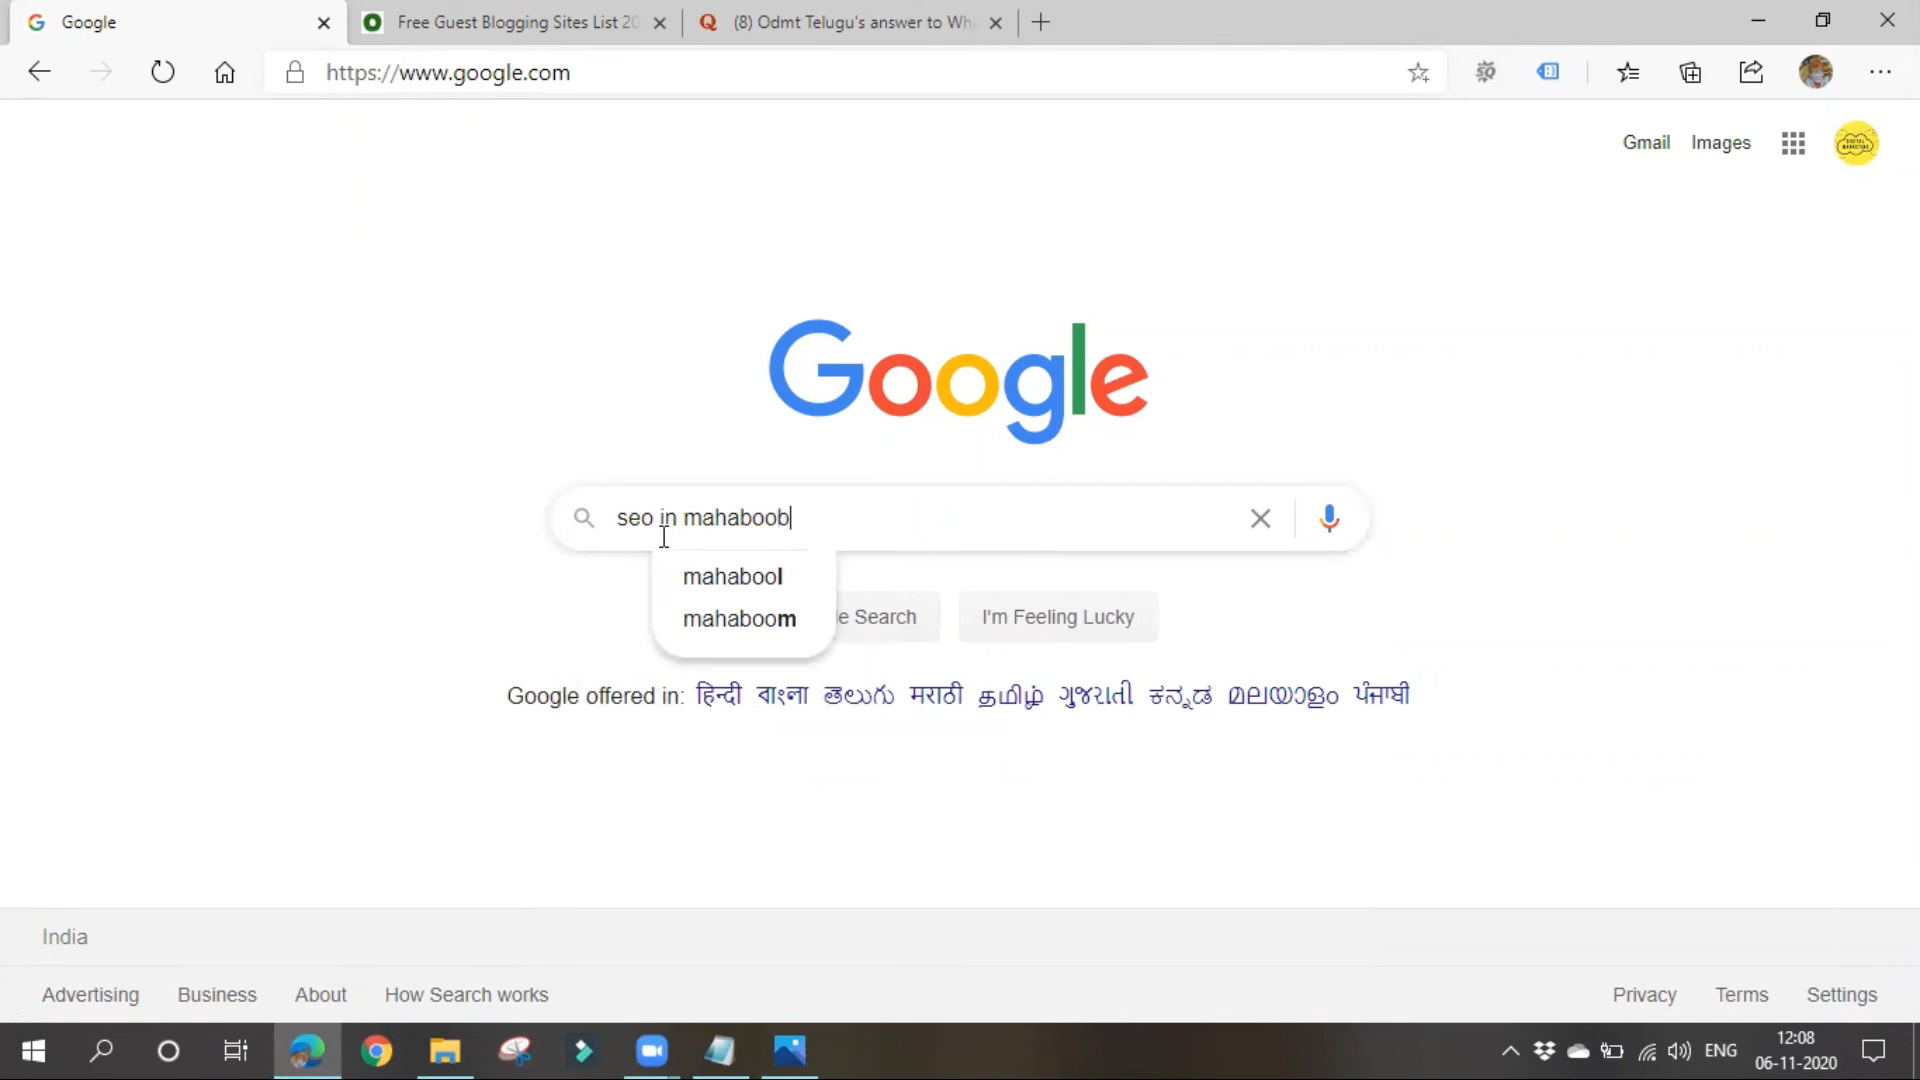 Google
Free Guest Blogging Sites List 20
(8) Odmt Telugu's answer to Wh
https://www.google.com
Gmail
Images
Google
seo in mahaboob
mahabool
mahaboom
le Search
I'm Feeling Lucky
Google offered in: हिन्दी বাংলা తెలుగు मराठी தமிழ் ગુજરાતી ಕನ್ನಡ മലയാളം ਪੰਜਾਬੀ
India
Advertising
Business
About
How Search works
Privacy
Terms
Settings
ENG
12:08
06-11-2020